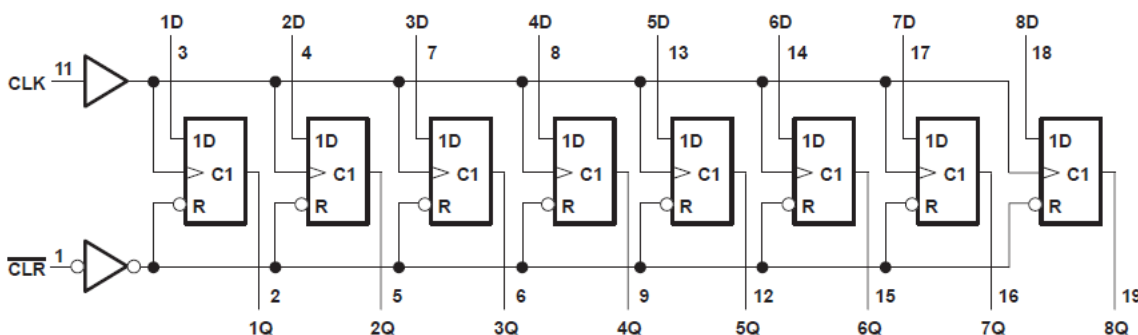 1D 2D 3D 4D 5D 6D 7D 8D
3 4 7 8 13 14 17 18
CLK 11
1D 1D 1D 1D 1D 1D 1D 1D
C1 C1 C1 C1 C1 C1 C1 C1
R R R R R R R R
CLR 1
2 5 6 9 12 15 16 19
1Q 2Q 3Q 4Q 5Q 6Q 7Q 8Q